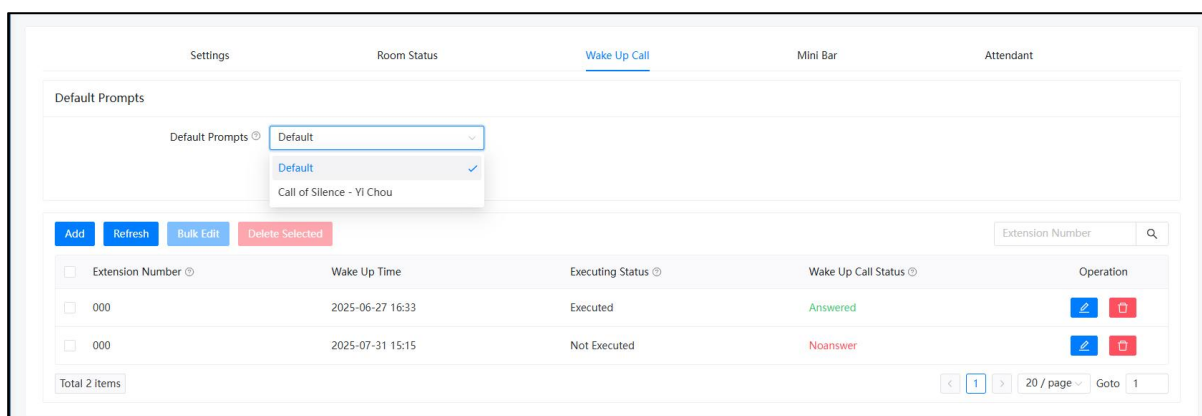 Settings Room Status Wake Up Call Mini Bar Attendant
Default Prompts
Default Prompts Default
Default
Call of Silence - Yi Chou
Add Refresh Bulk Edit Delete Selected Extension Number
Extension Number Wake Up Time Executing Status Wake Up Call Status Operation
000 2025-06-27 16:33 Executed Answered
000 2025-07-31 15:15 Not Executed Noanswer
Total 2 items 1 20 / page Goto 1